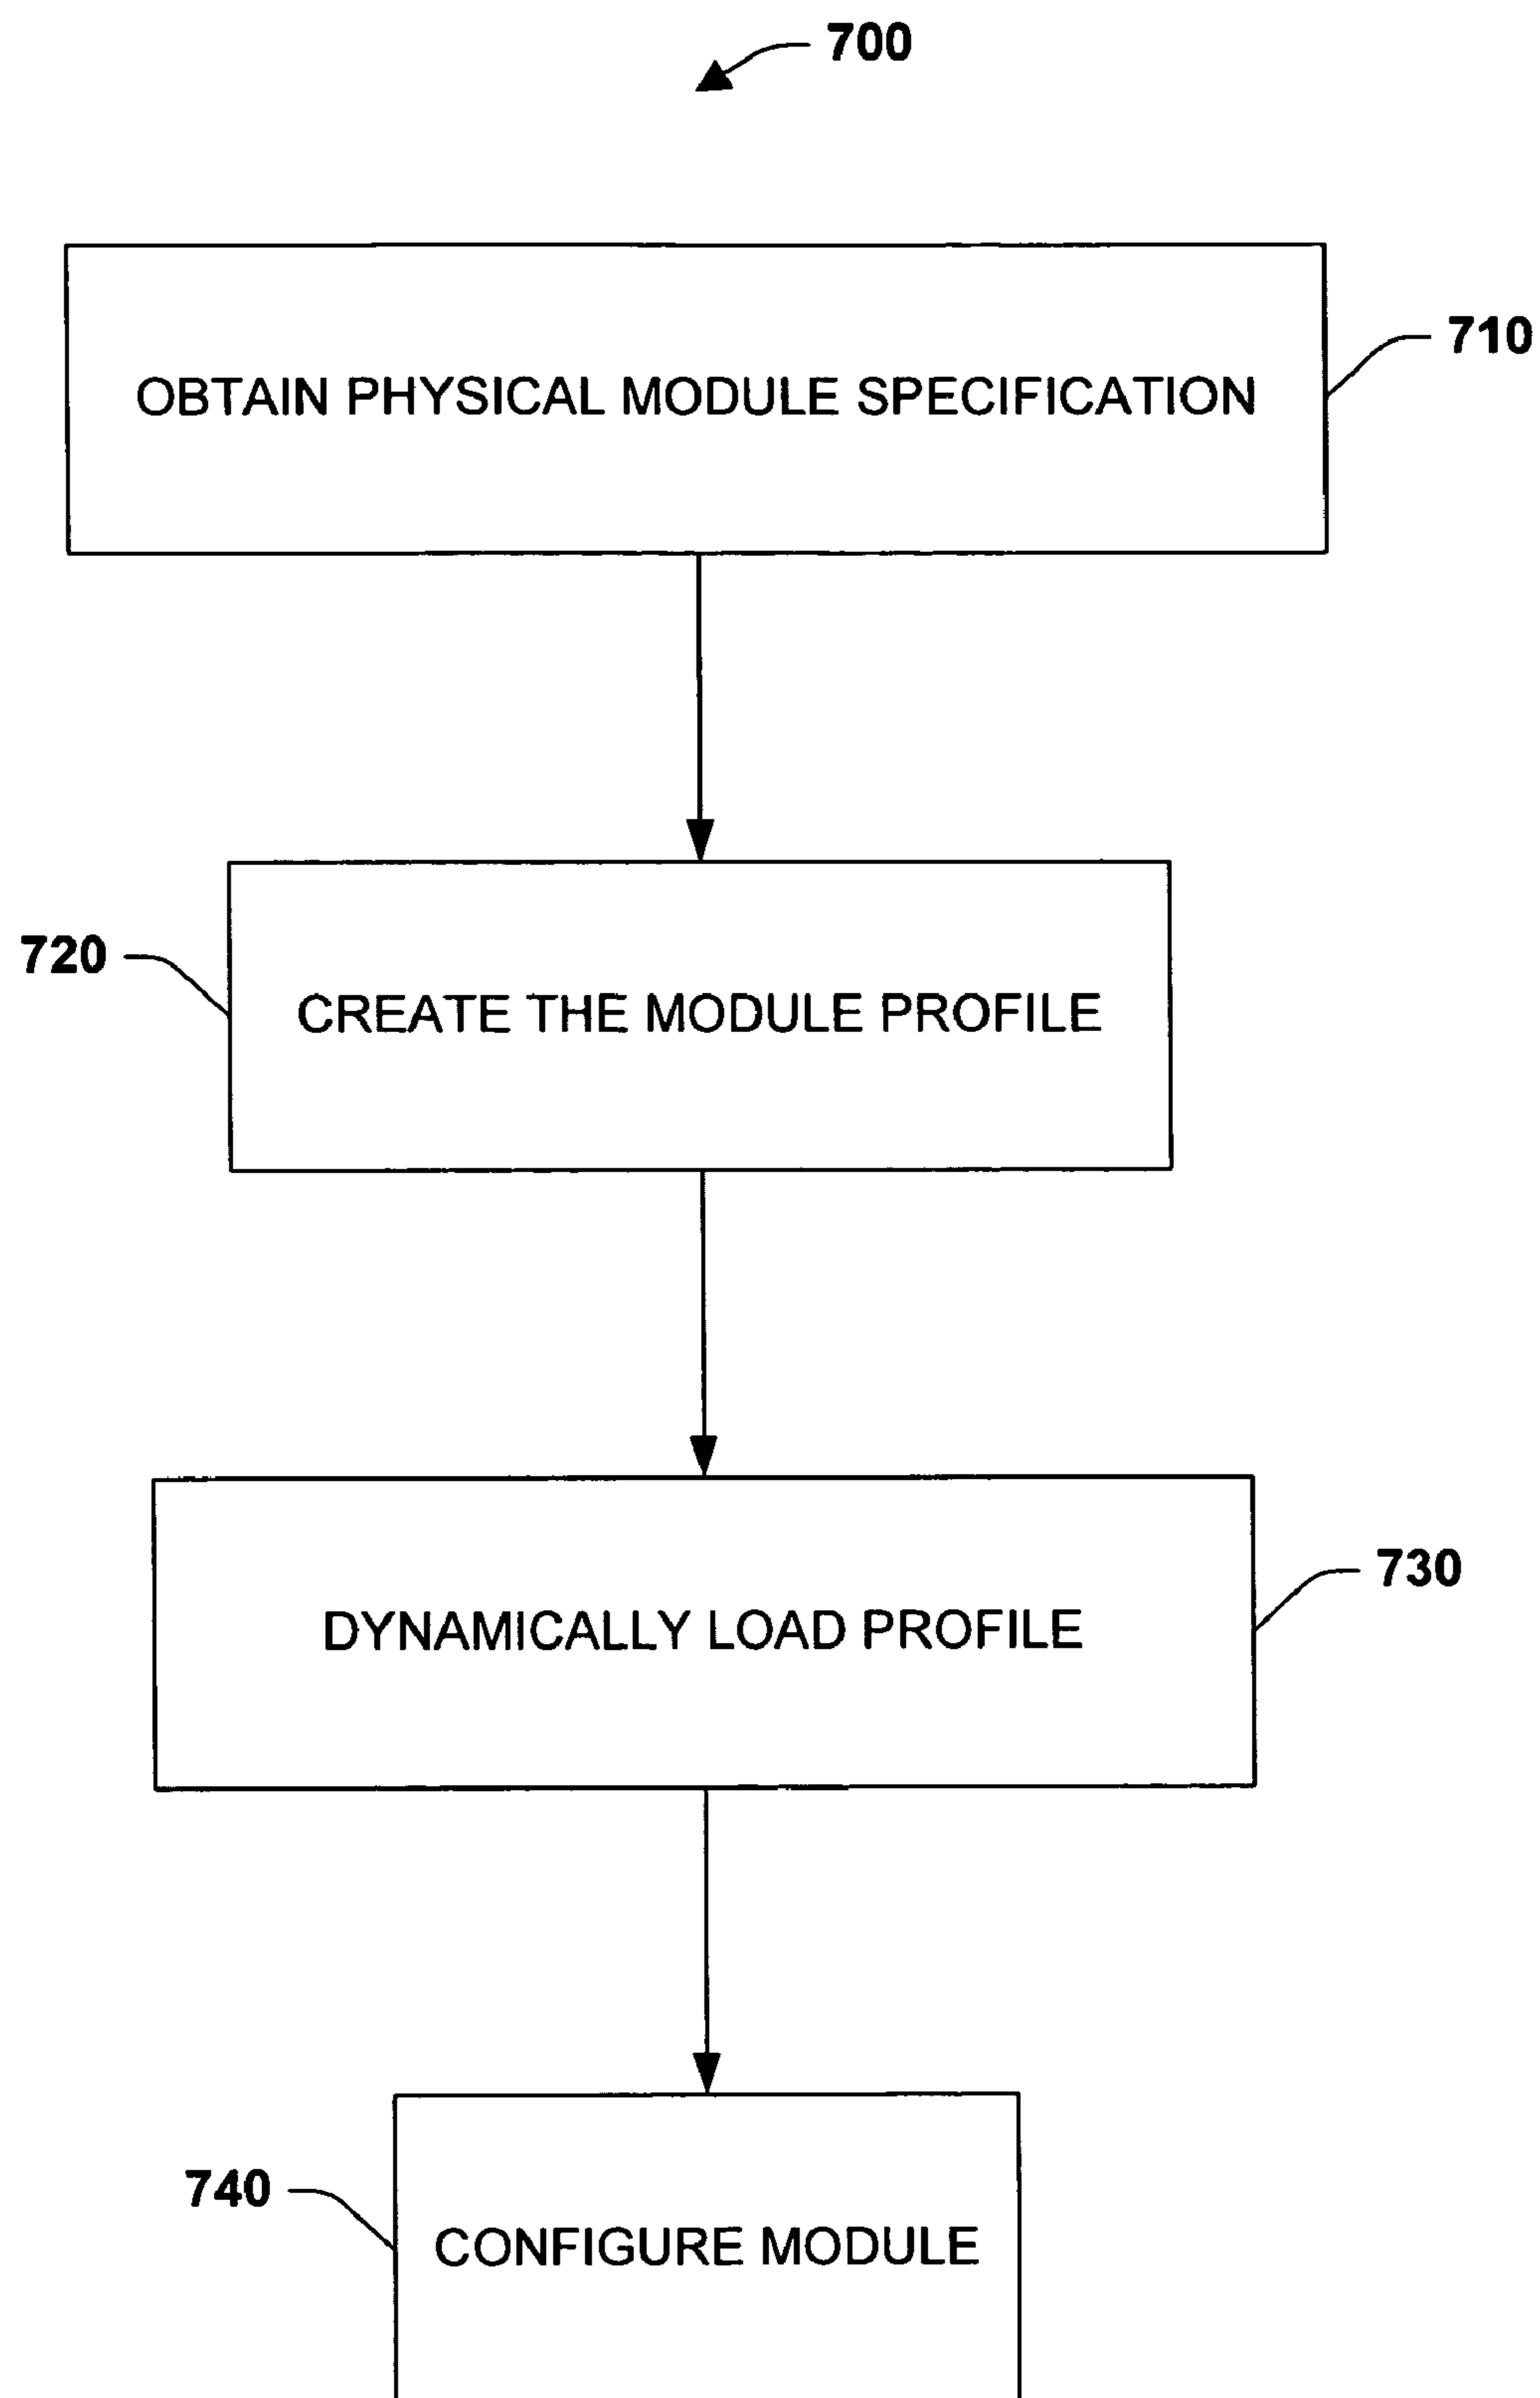 700
OBTAIN PHYSICAL MODULE SPECIFICATION
710
720
CREATE THE MODULE PROFILE
DYNAMICALLY LOAD PROFILE
730
740
CONFIGURE MODULE